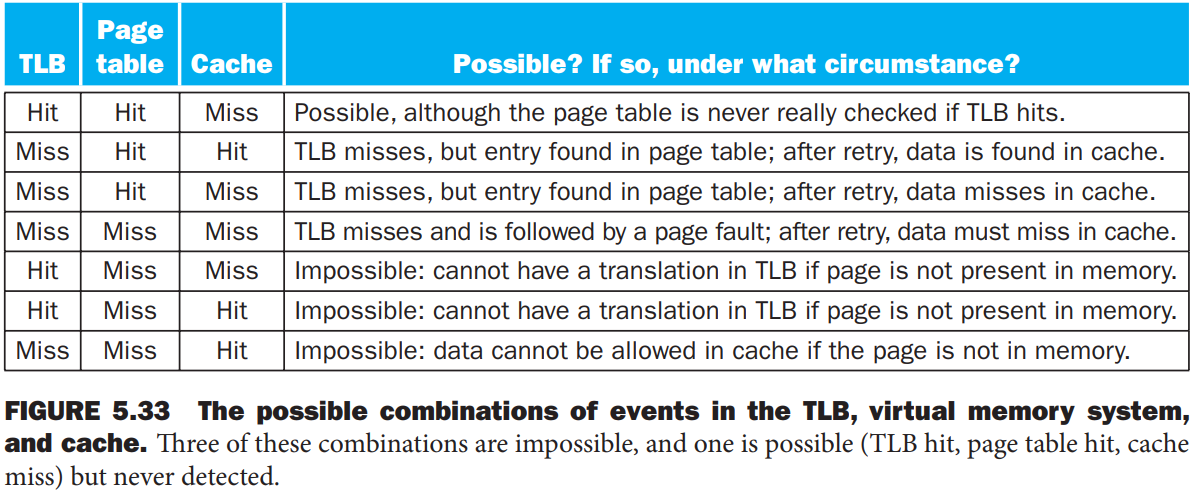 TLB Page table Cache Possible? If so, under what circumstance?
Hit Hit Miss Possible, although the page table is never really checked if TLB hits.
Miss Hit Hit TLB misses, but entry found in page table; after retry, data is found in cache.
Miss Hit Miss TLB misses, but entry found in page table; after retry, data misses in cache.
Miss Miss Miss TLB misses and is followed by a page fault; after retry, data must miss in cache.
Hit Miss Miss Impossible: cannot have a translation in TLB if page is not present in memory.
Hit Miss Hit Impossible: cannot have a translation in TLB if page is not present in memory.
Miss Miss Hit Impossible: data cannot be allowed in cache if the page is not in memory.
FIGURE 5.33 The possible combinations of events in the TLB, virtual memory system,
and cache. Three of these combinations are impossible, and one is possible (TLB hit, page table hit, cache
miss) but never detected.